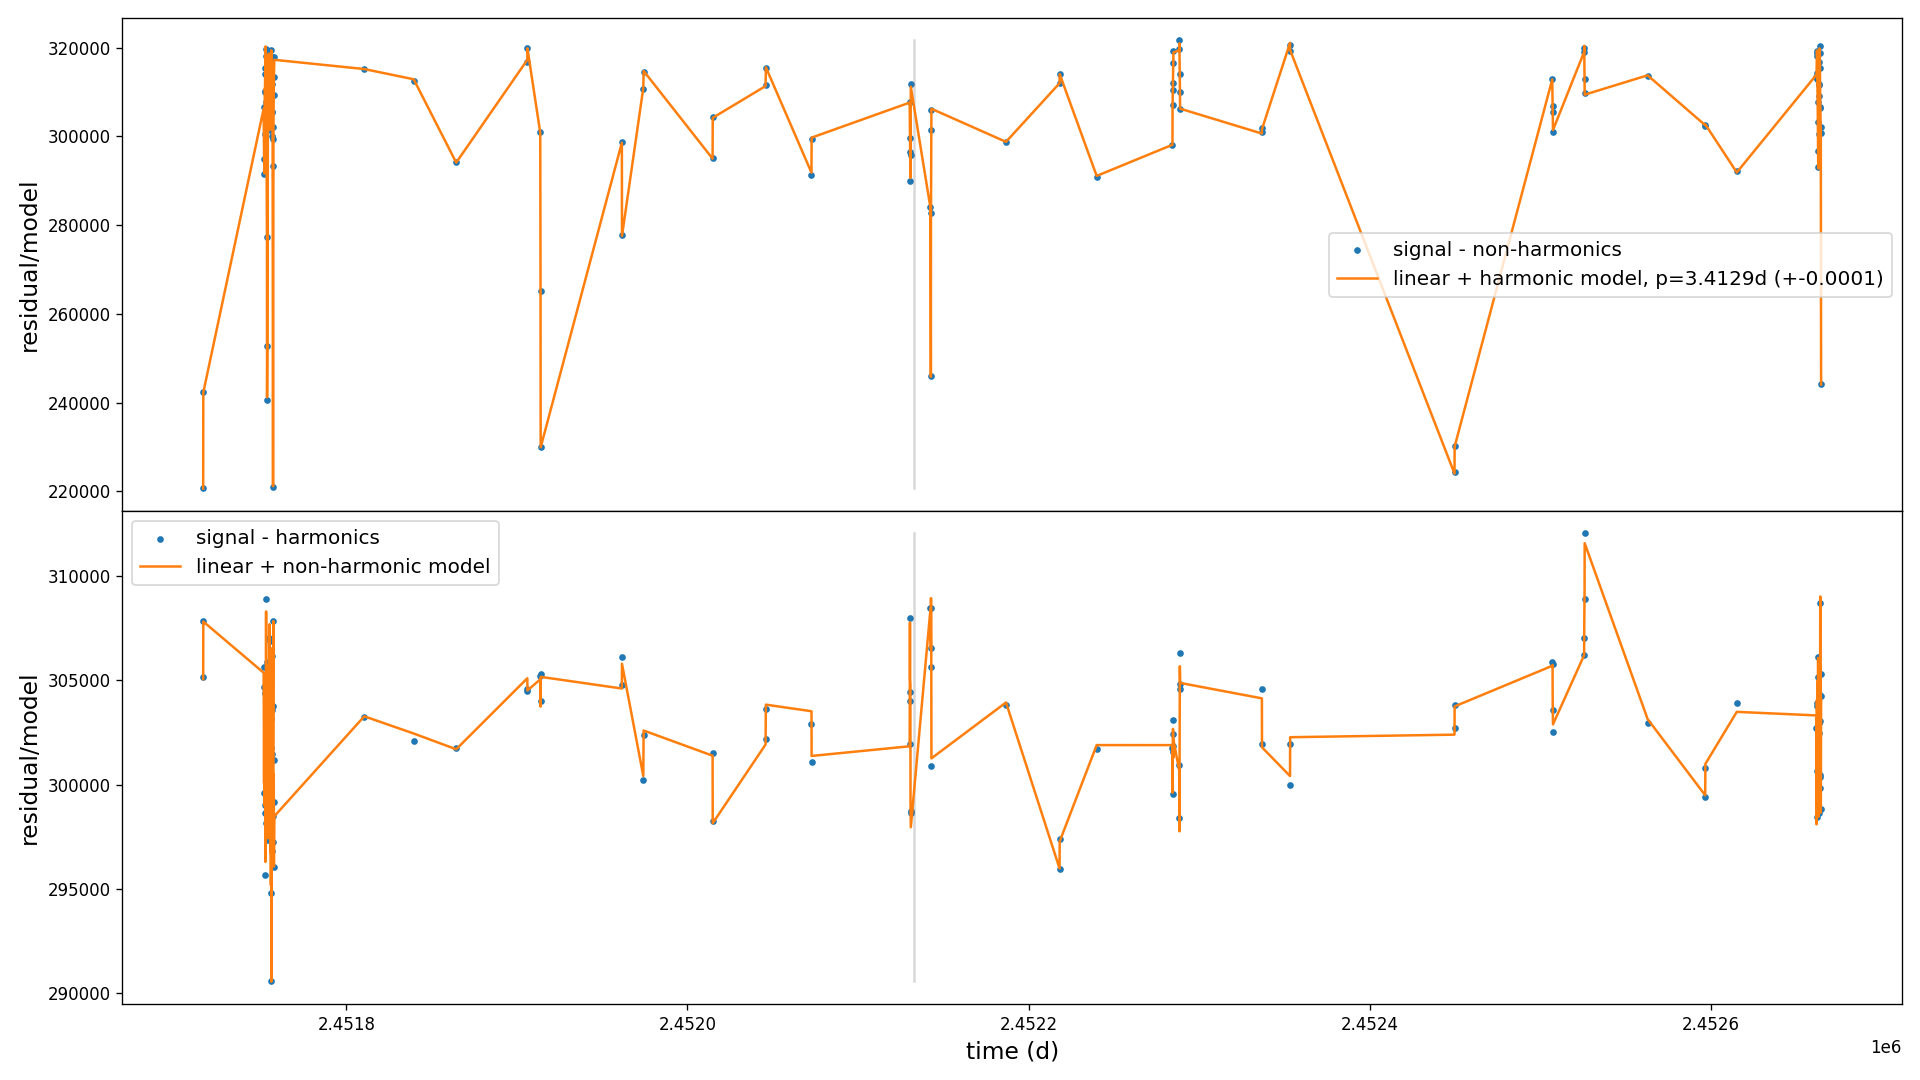 320000
300000
280000
260000
240000
220000
residual/model
signal - non-harmonics
linear + harmonic model, p=3.4129d (+-0.0001)
signal - harmonics
linear + non-harmonic model
310000
305000
300000
295000
290000
residual/model
2.4518 2.4520 2.4522 2.4524 2.4526
1e6
time (d)